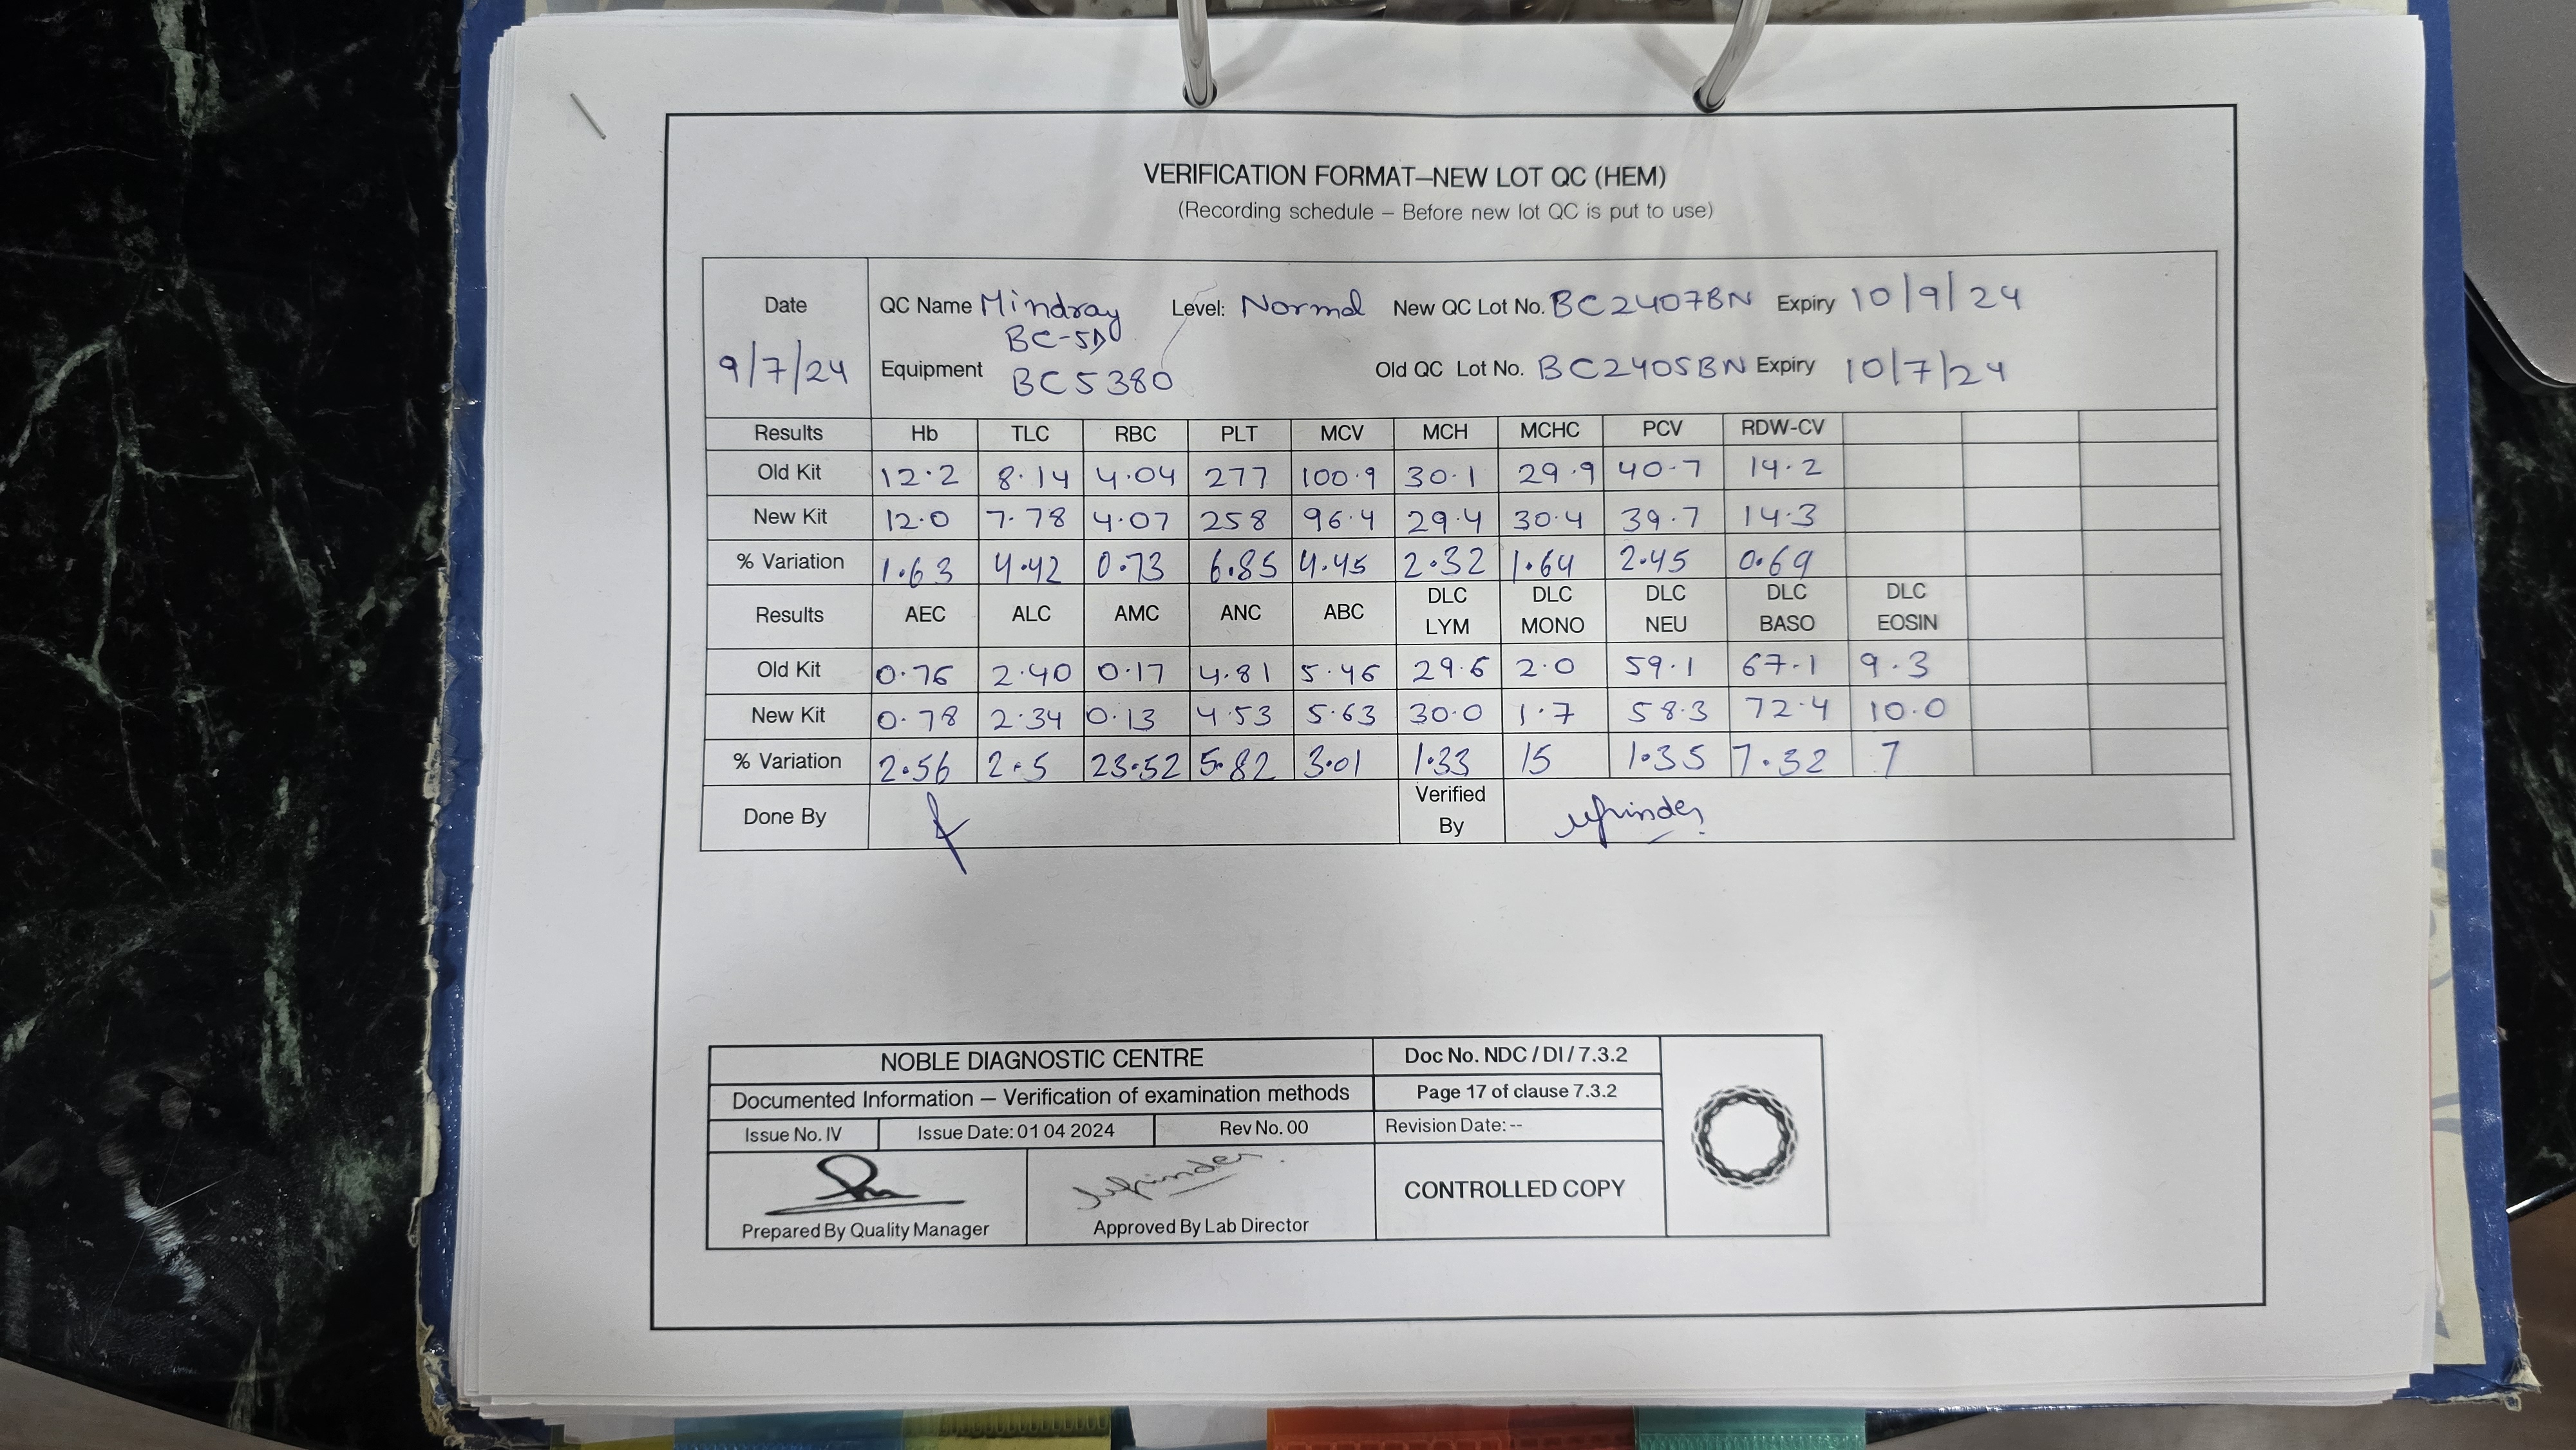 VERIFICATION FORMAT–NEW LOT QC (HEM)
(Recording schedule – Before new lot QC is put to use)
Date QC Name Mindray BC-5D Level: Normal New QC Lot No. BC2407BN Expiry 10/9/24
9/7/24 Equipment BC5380 Old QC Lot No. BC2405BN Expiry 10/7/24
Results Hb TLC RBC PLT MCV MCH MCHC PCV RDW-CV
Old Kit 12.2 8.14 4.04 277 100.9 30.1 29.9 40.7 14.2
New Kit 12.0 7.78 4.07 258 96.4 29.4 30.4 39.7 14.3
% Variation 1.63 4.42 0.73 6.85 4.45 2.32 1.64 2.45 0.69
Results AEC ALC AMC ANC ABC DLC LYM DLC MONO DLC NEU DLC BASO DLC EOSIN
Old Kit 0.76 2.40 0.17 4.81 5.46 29.6 2.0 59.1 67.1 9.3
New Kit 0.78 2.34 0.13 4.53 5.63 30.0 1.7 58.3 72.4 10.0
% Variation 2.56 2.5 23.52 5.82 3.01 1.33 15 1.35 7.32 7
Done By Verified By
NOBLE DIAGNOSTIC CENTRE Doc No. NDC / DI / 7.3.2
Documented Information – Verification of examination methods Page 17 of clause 7.3.2
Issue No. IV Issue Date: 01 04 2024 Rev No. 00 Revision Date: --
Prepared By Quality Manager Approved By Lab Director CONTROLLED COPY